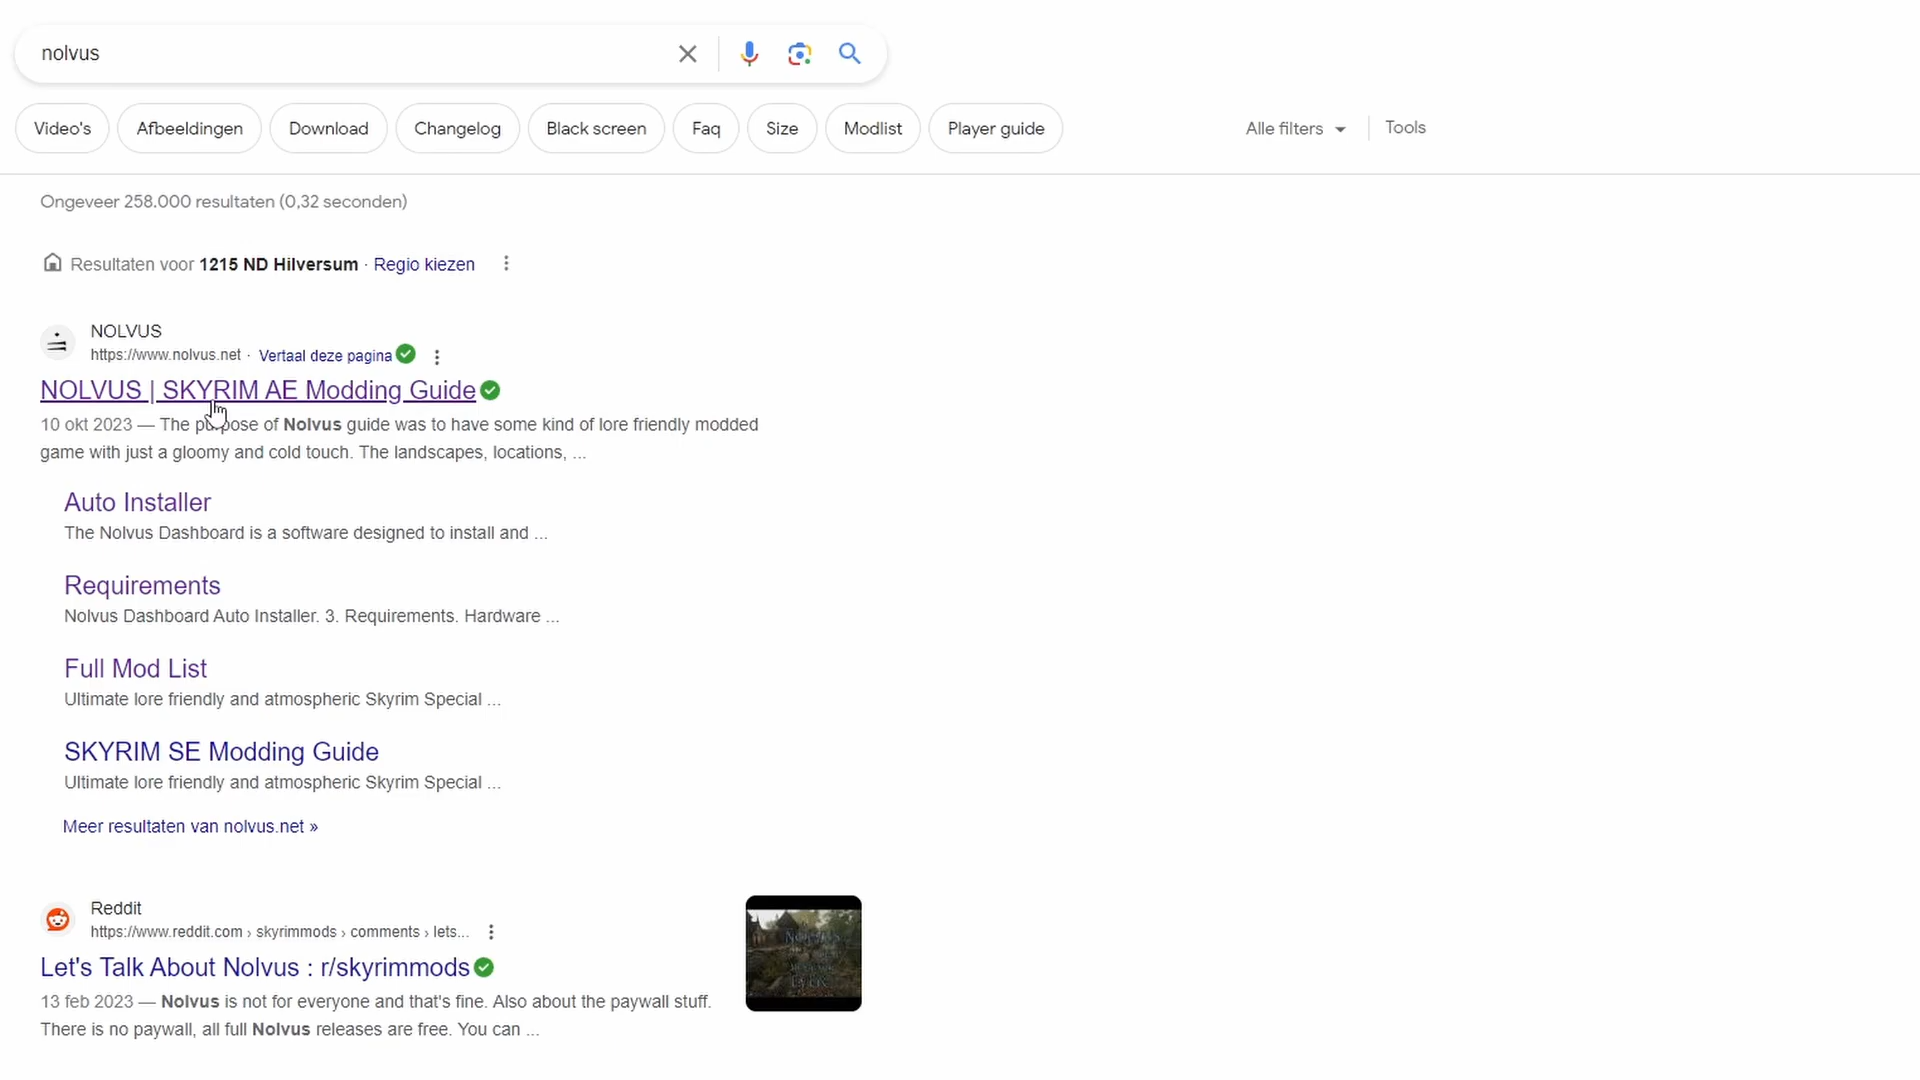 nolvus
Video's Afbeeldingen Download Changelog Black screen Faq Size Modlist Player guide Alle filters Tools
Ongeveer 258.000 resultaten (0,32 seconden)
Resultaten voor 1215 ND Hilversum · Regio kiezen
NOLVUS
https://www.nolvus.net · Vertaal deze pagina
NOLVUS | SKYRIM AE Modding Guide
10 okt 2023 — The purpose of Nolvus guide was to have some kind of lore friendly modded
game with just a gloomy and cold touch. The landscapes, locations, ...
Auto Installer
The Nolvus Dashboard is a software designed to install and ...
Requirements
Nolvus Dashboard Auto Installer. 3. Requirements. Hardware ...
Full Mod List
Ultimate lore friendly and atmospheric Skyrim Special ...
SKYRIM SE Modding Guide
Ultimate lore friendly and atmospheric Skyrim Special ...
Meer resultaten van nolvus.net »
Reddit
https://www.reddit.com › skyrimmods › comments › lets...
Let's Talk About Nolvus : r/skyrimmods
13 feb 2023 — Nolvus is not for everyone and that's fine. Also about the paywall stuff.
There is no paywall, all full Nolvus releases are free. You can ...
NOLVUS